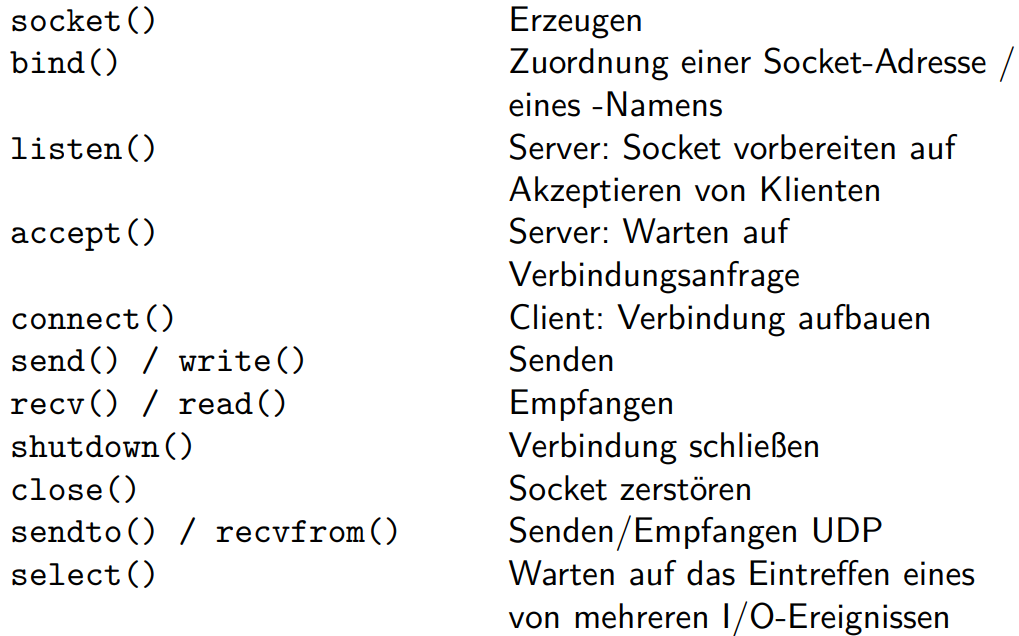 socket() Erzeugen
bind() Zuordnung einer Socket-Adresse /
eines -Namens
listen() Server: Socket vorbereiten auf
Akzeptieren von Klienten
accept() Server: Warten auf
Verbindungsanfrage
connect() Client: Verbindung aufbauen
send() / write() Senden
recv() / read() Empfangen
shutdown() Verbindung schließen
close() Socket zerstören
sendto() / recvfrom() Senden/Empfangen UDP
select() Warten auf das Eintreffen eines
von mehreren I/O-Ereignissen